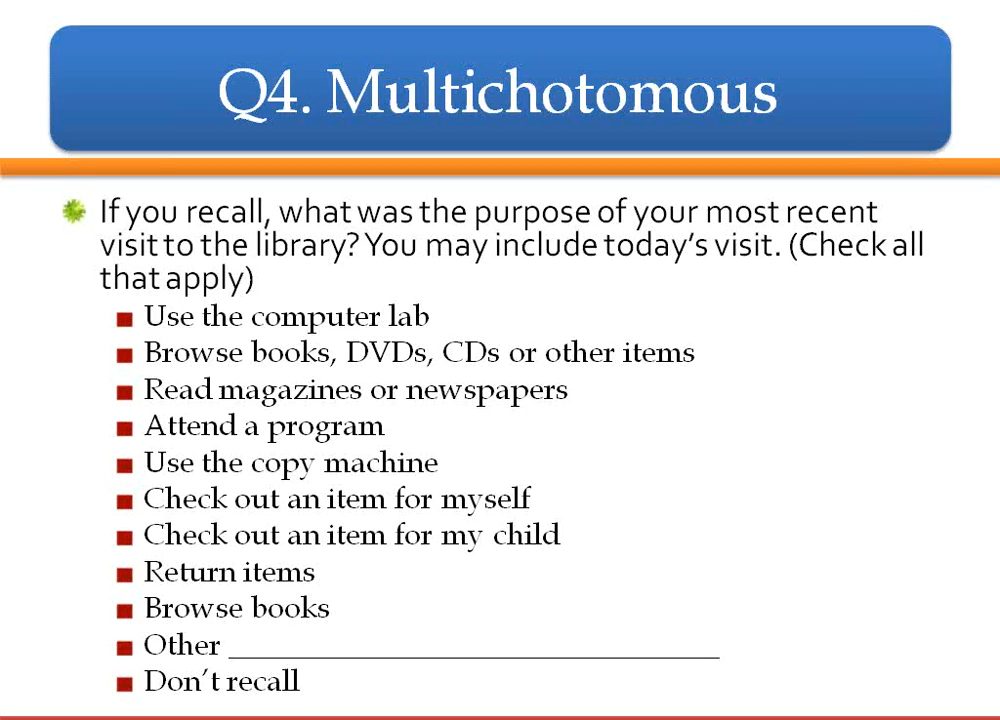 Q4. Multichotomous
If you recall, what was the purpose of your most recent
visit to the library? You may include today's visit. (Check all
that apply)
Use the computer lab
Browse books, DVDs, CDs or other items
Read magazines or newspapers
Attend a program
Use the copy machine
Check out an item for myself
Check out an item for my child
Return items
Browse books
Other ______________________________
Don't recall